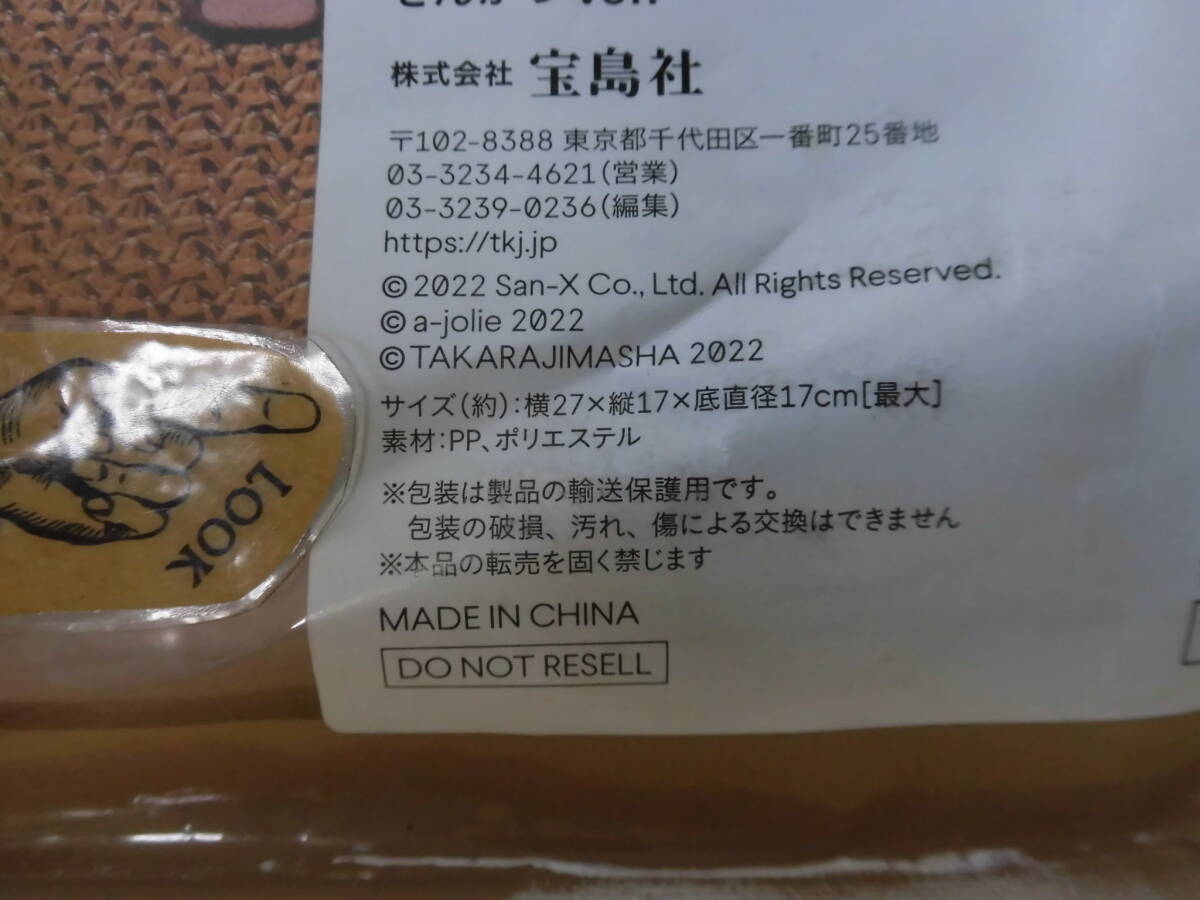 とんかつ ver.
株式会社 宝島社
〒102-8388 東京都千代田区一番町25番地
03-3234-4621(営業)
03-3239-0236(編集)
https://tkj.jp
©2022 San-X Co., Ltd. All Rights Reserved.
©a-jolie 2022
©TAKARAJIMASHA 2022
サイズ(約):横27×縦17×底直径17cm[最大]
素材:PP、ポリエステル
※包装は製品の輸送保護用です。
包装の破損、汚れ、傷による交換はできません
※本品の転売を固く禁じます
MADE IN CHINA
DO NOT RESELL
LOOK